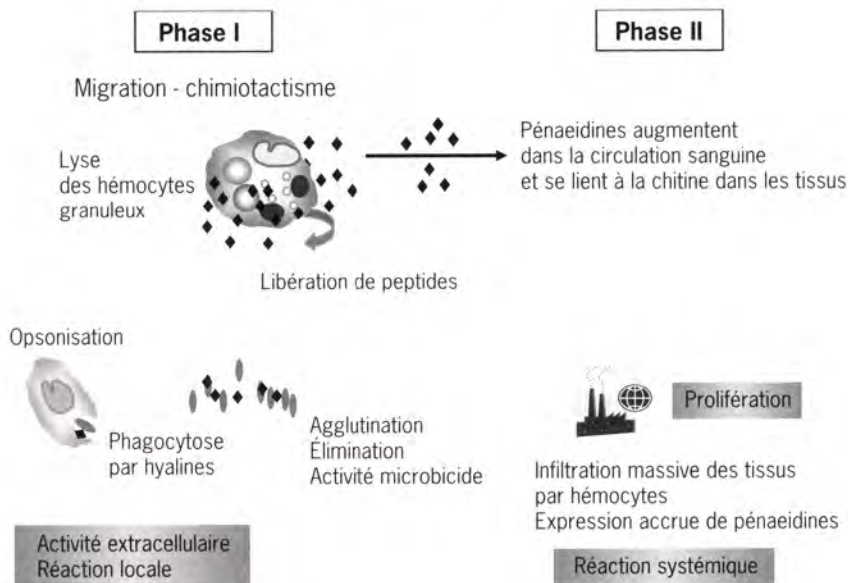 Phase I
Phase II
Migration - chimiotactisme
Lyse
des hémocytes
granuleux
Pénaeidines augmentent
dans la circulation sanguine
et se lient à la chitine dans les tissus
Libération de peptides
Opsonisation
Phagocytose
par hyalines
Agglutination
Élimination
Activité microbicide
Prolifération
Infiltration massive des tissus
par hémocytes
Expression accrue de pénaeidines
Activité extracellulaire
Réaction locale
Réaction systémique